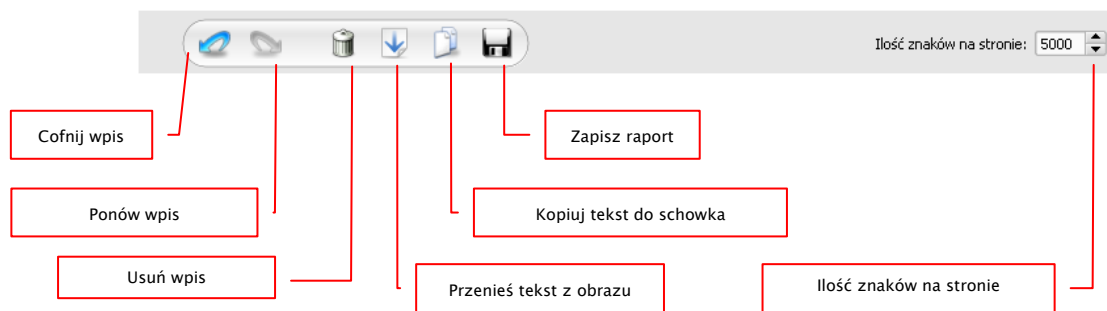 Ilość znaków na stronie: 5000
Cofnij wpis
Zapisz raport
Ponów wpis
Kopiuj tekst do schowka
Usuń wpis
Przenieś tekst z obrazu
Ilość znaków na stronie